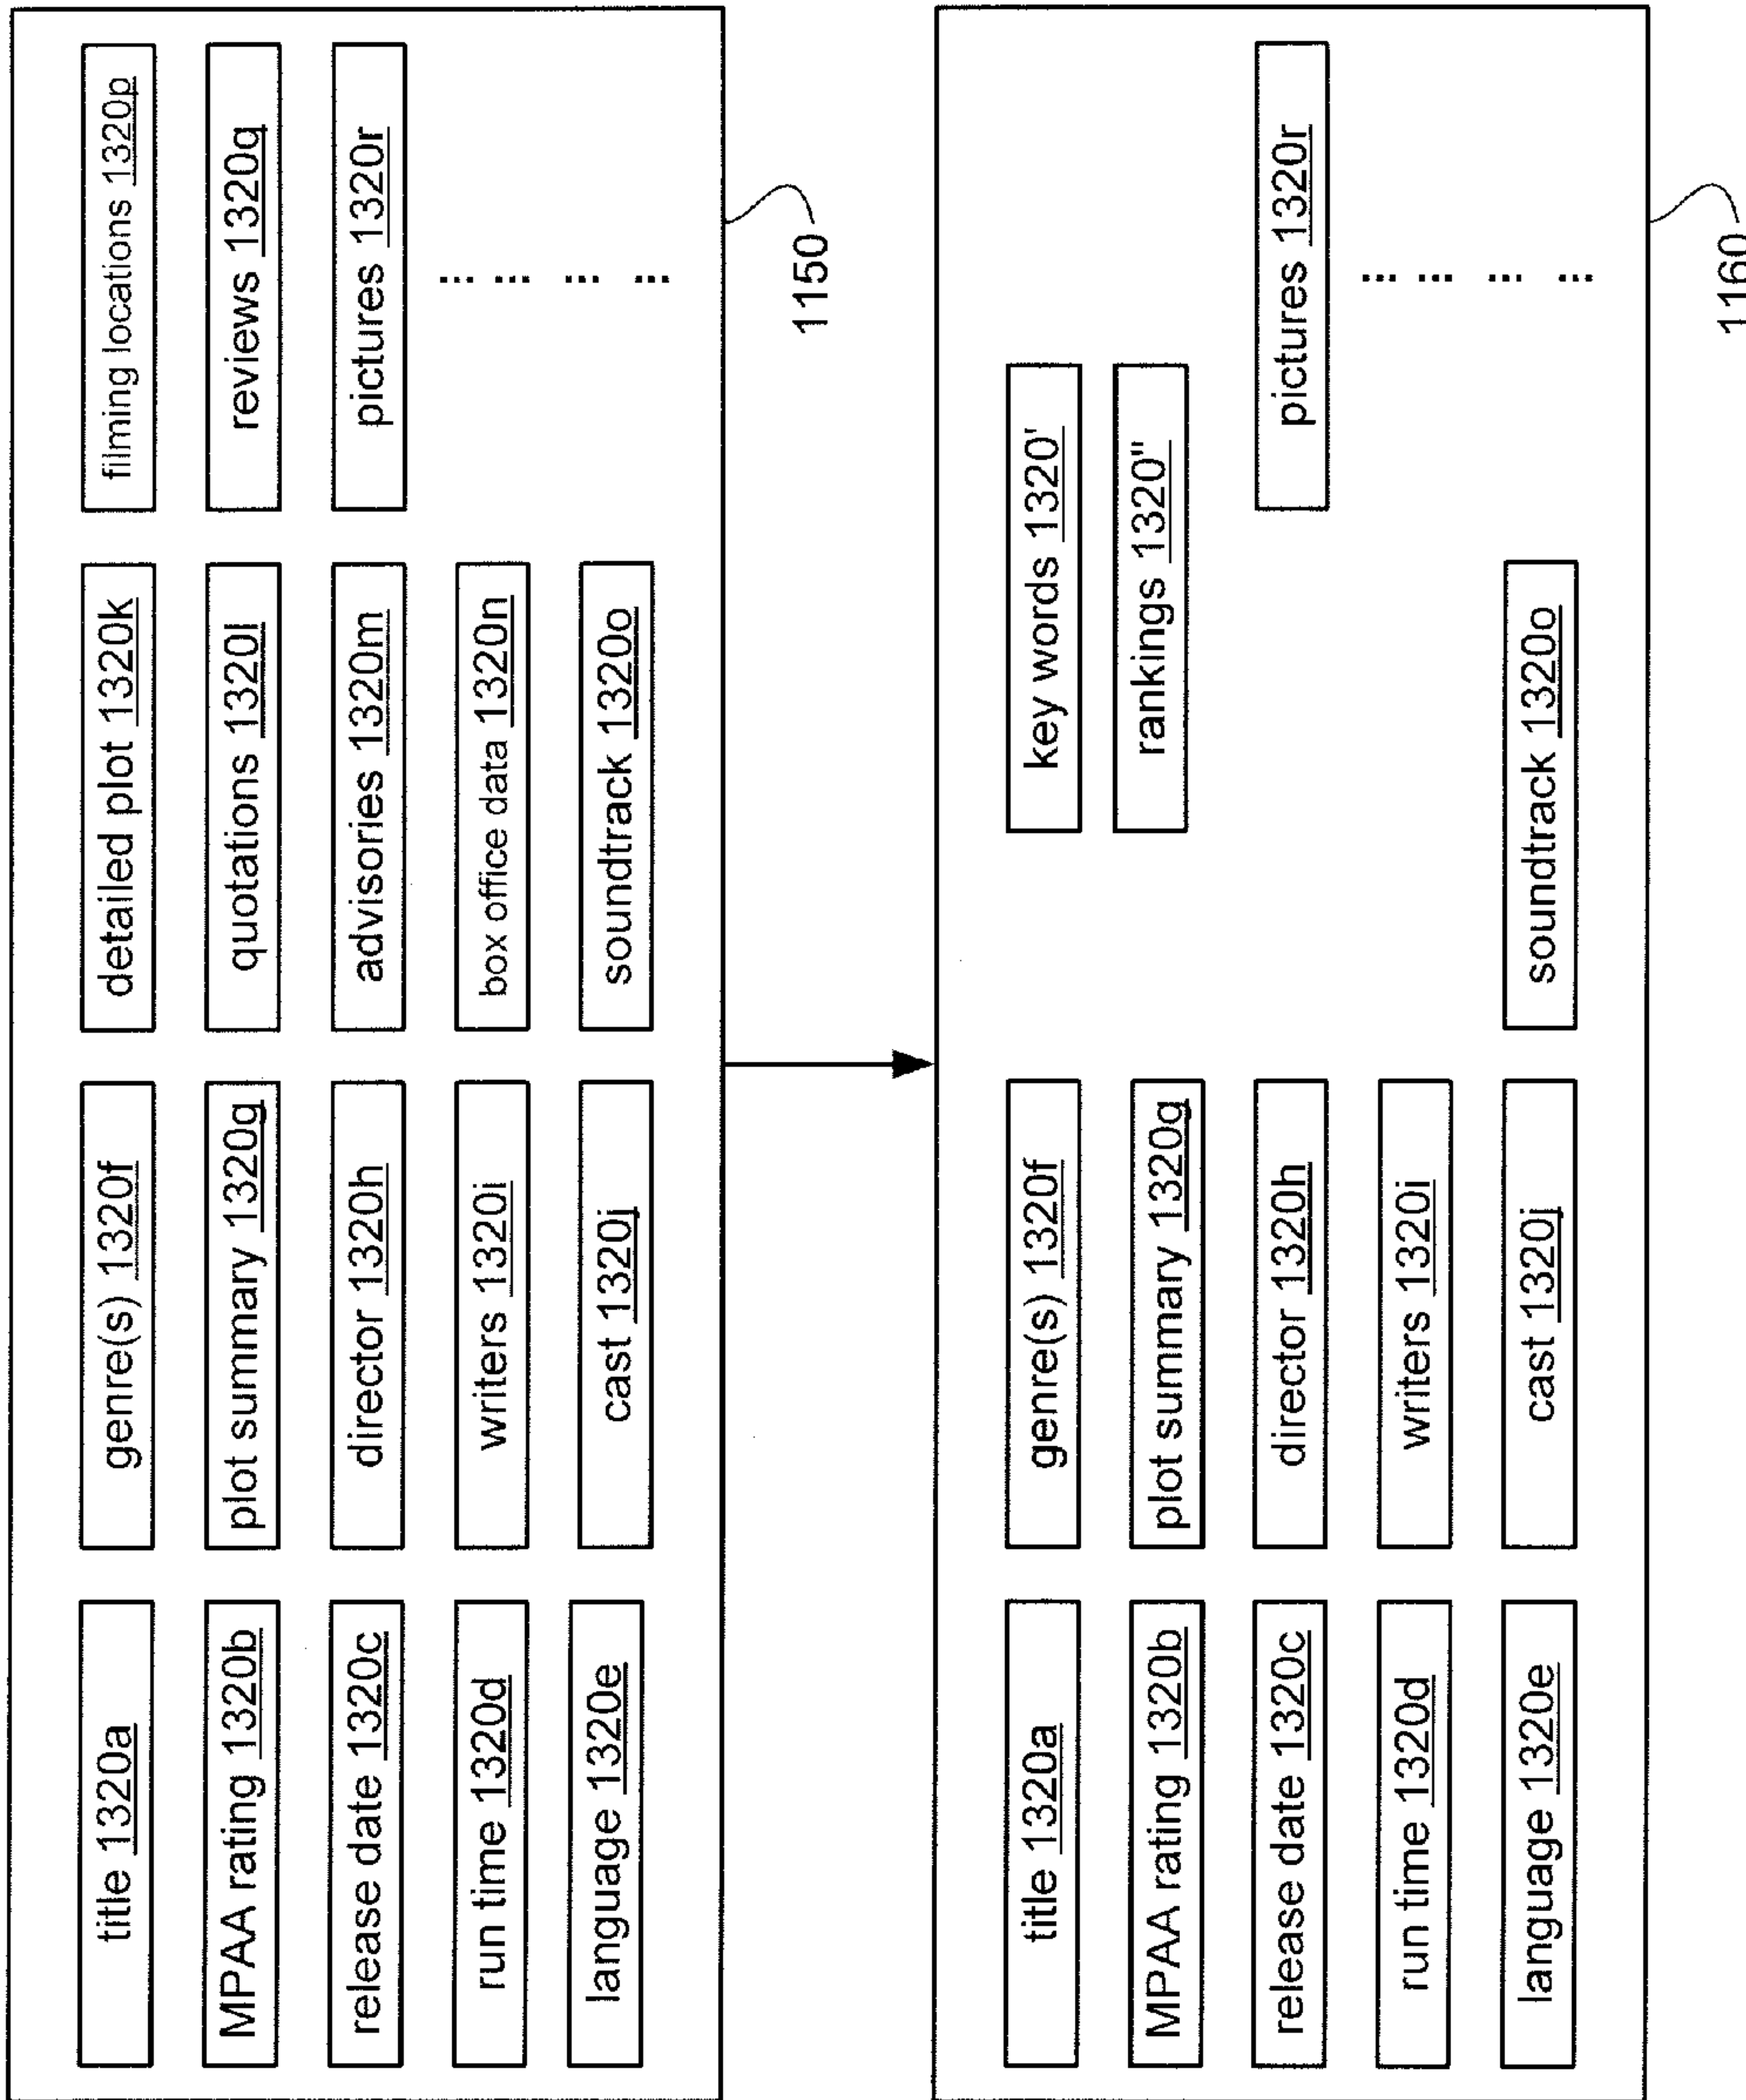 title 1320a
MPAA rating 1320b
release date 1320c
run time 1320d
language 1320e
genre(s) 1320f
plot summary 1320g
director 1320h
writers 1320i
cast 1320j
detailed plot 1320k
quotations 1320l
advisories 1320m
box office data 1320n
soundtrack 1320o
filming locations 1320p
reviews 1320q
pictures 1320r
1150
title 1320a
MPAA rating 1320b
release date 1320c
run time 1320d
language 1320e
genre(s) 1320f
plot summary 1320g
director 1320h
writers 1320i
cast 1320j
key words 1320'
rankings 1320"
soundtrack 1320o
pictures 1320r
1160